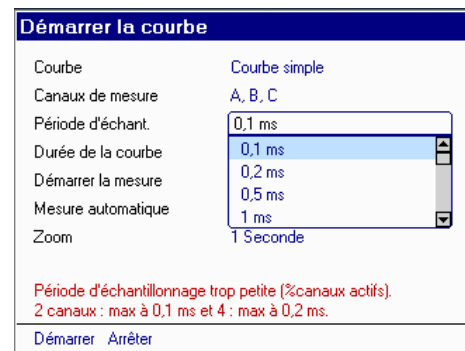 Démarrer la courbe
Courbe Courbe simple
Canaux de mesure A, B, C
Période d'échant. 0,1 ms
Durée de la courbe 0,1 ms
0,2 ms
Démarrer la mesure
0,5 ms
Mesure automatique
1 ms
Zoom 1 Seconde
Période d'échantillonnage trop petite (%canaux actifs).
2 canaux : max à 0,1 ms et 4 : max à 0,2 ms.
Démarrer Arrêter